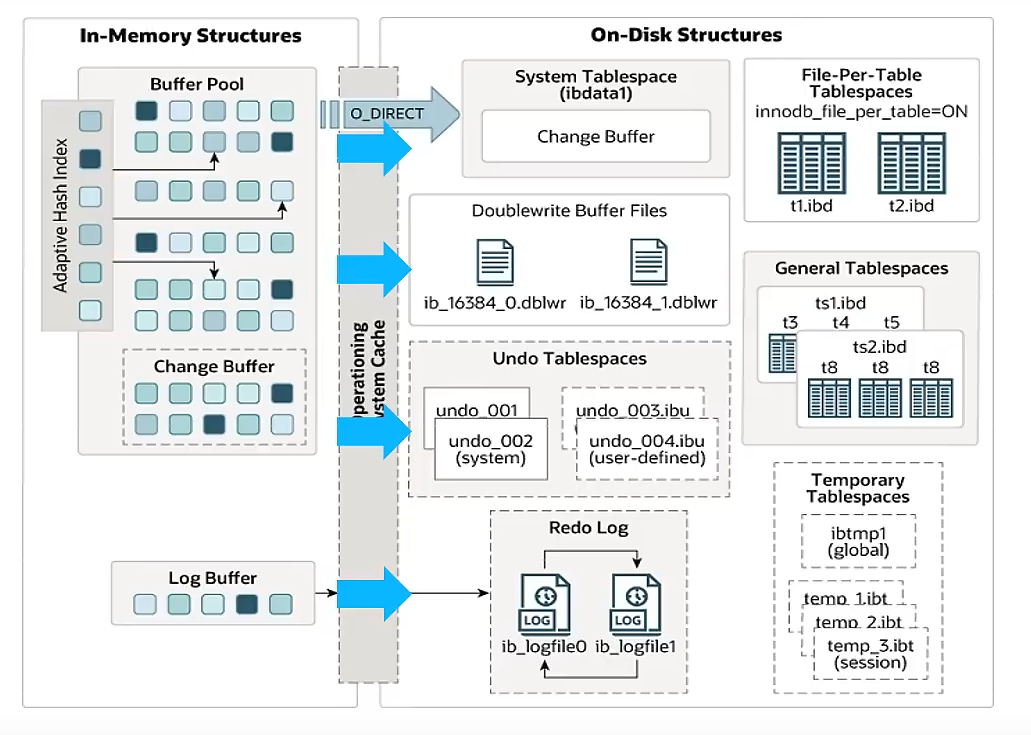 In-Memory Structures
Buffer Pool
Adaptive Hash Index
Change Buffer
Log Buffer
O_DIRECT
On-Disk Structures
System Tablespace
(ibdata1)
Change Buffer
Doublewrite Buffer Files
ib_16384_0.dblwr
ib_16384_1.dblwr
Undo Tablespaces
undo_001
undo_002
(system)
undo_003.ibu
undo_004.ibu
(user-defined)
Redo Log
LOG
LOG
ib_logfile0
ib_logfile1
File-Per-Table
Tablespaces
innodb_file_per_table=ON
t1.ibd
t2.ibd
General Tablespaces
ts1.ibd
t3
t4
t5
ts2.ibd
t8
t8
t8
Temporary
Tablespaces
ibtmp1
(global)
temp_1.ibt
temp_2.ibt
temp_3.ibt
(session)
Cache